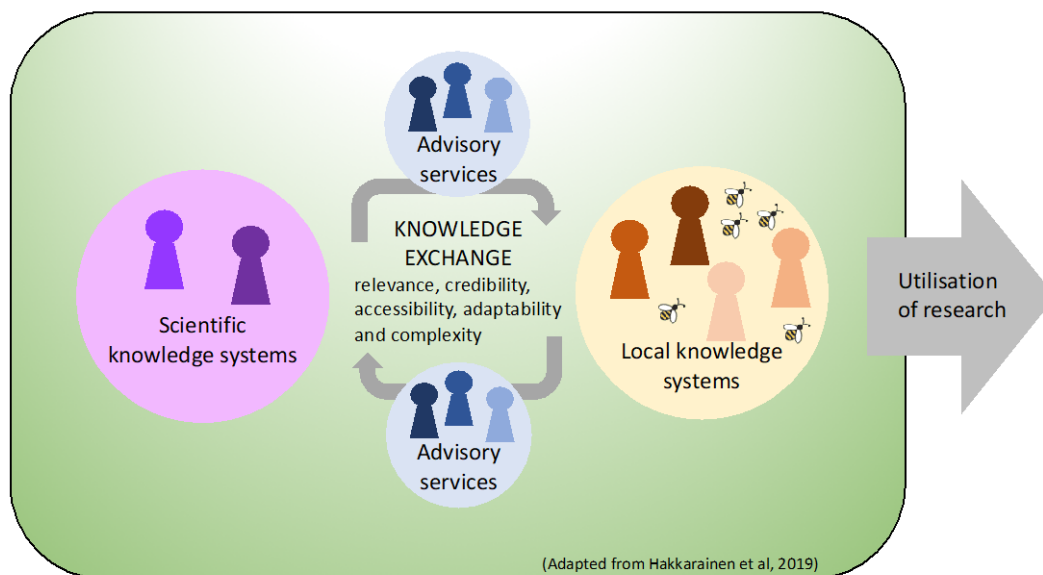 Advisory
services
KNOWLEDGE
EXCHANGE
relevance, credibility,
accessibility, adaptability
and complexity
Scientific
knowledge systems
Local knowledge
systems
Utilisation
of research
Advisory
services
(Adapted from Hakkarainen et al, 2019)